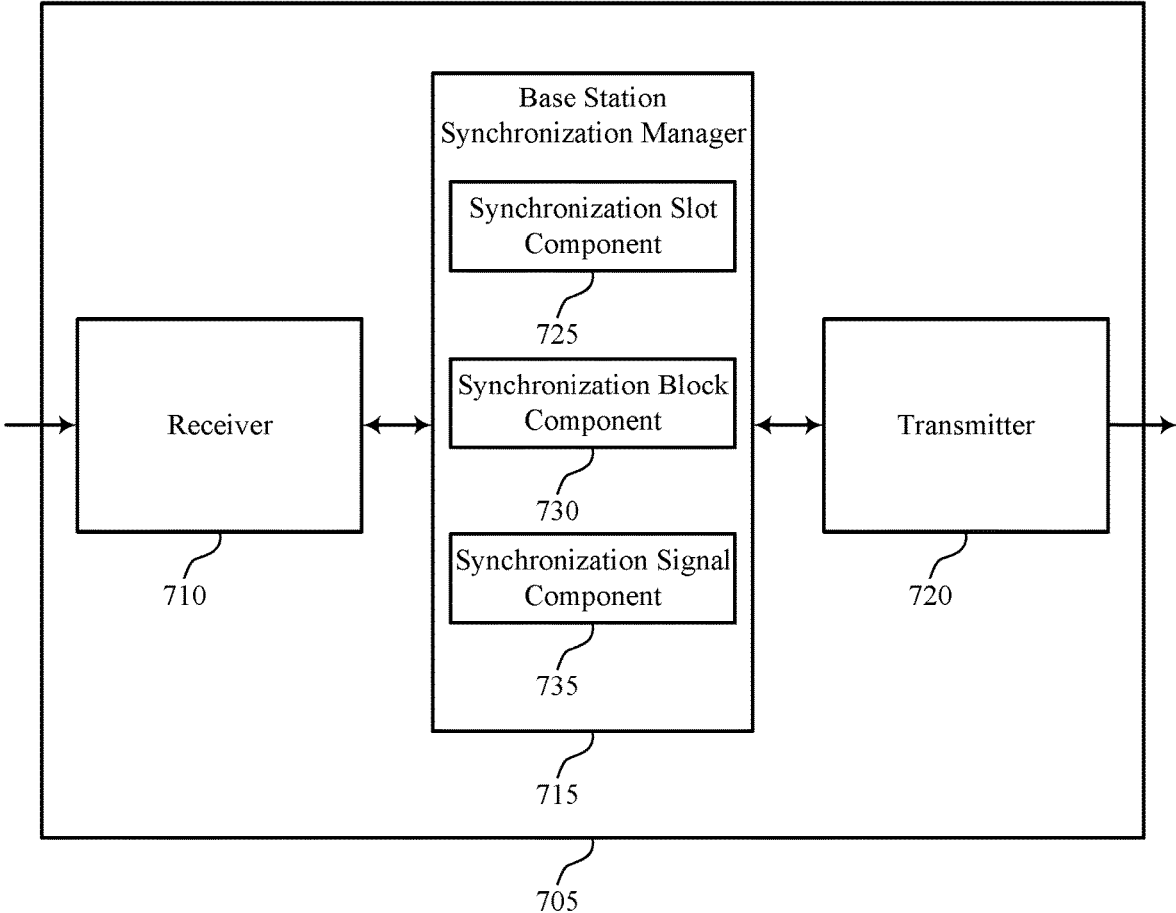 Base Station
Synchronization Manager
Synchronization Slot
Component
725
Receiver
Synchronization Block
Component
Transmitter
730
710
Synchronization Signal
Component
720
735
715
705